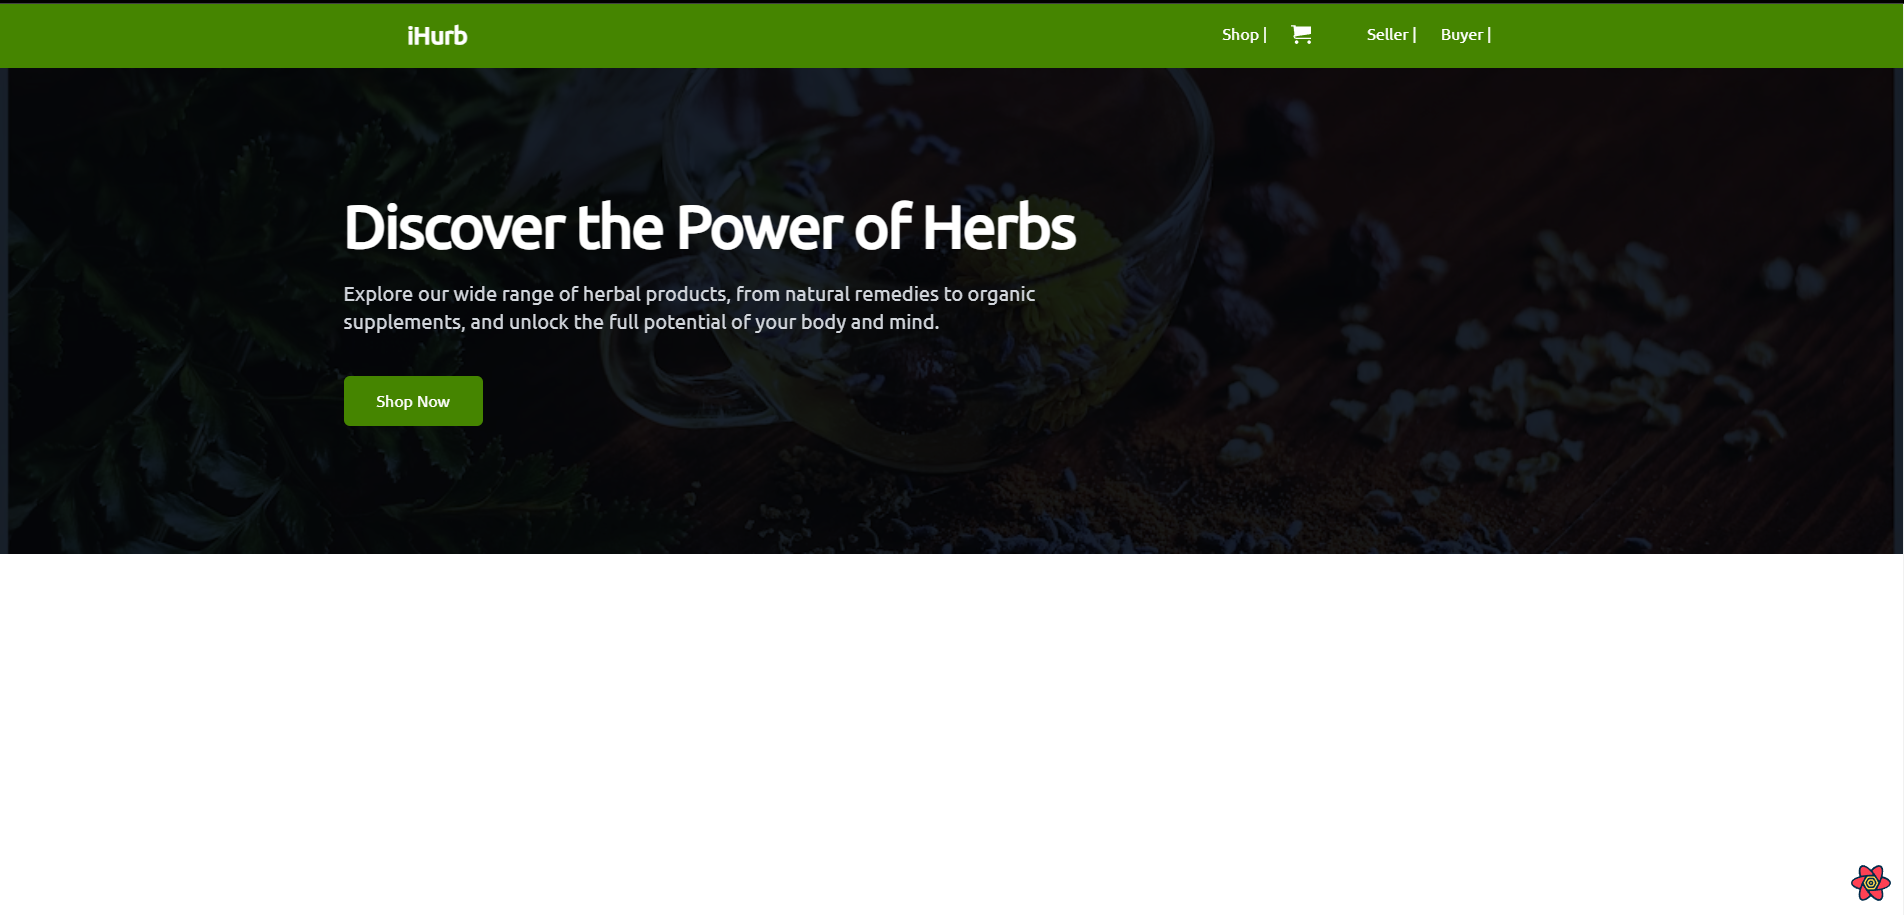 iHurb
Shop |
Seller |
Buyer |
Discover the Power of Herbs
Explore our wide range of herbal products, from natural remedies to organic
supplements, and unlock the full potential of your body and mind.
Shop Now